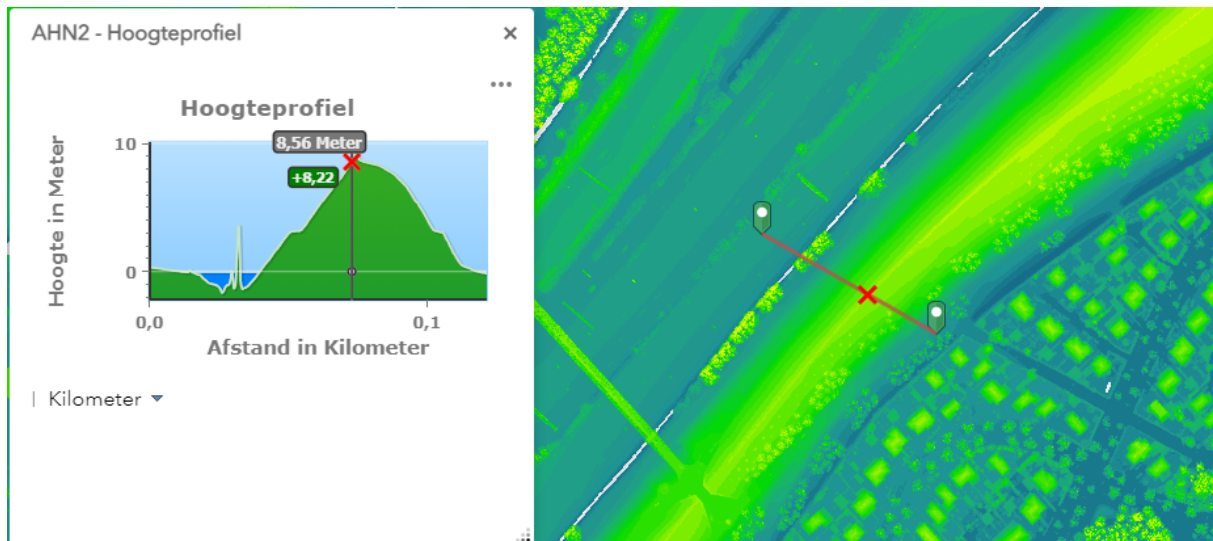 AHN2 - Hoogteprofiel
×
...
Hoogteprofiel
10
8,56 Meter
+8,22
Hoogte in Meter
0
0,0
0,1
Afstand in Kilometer
| Kilometer